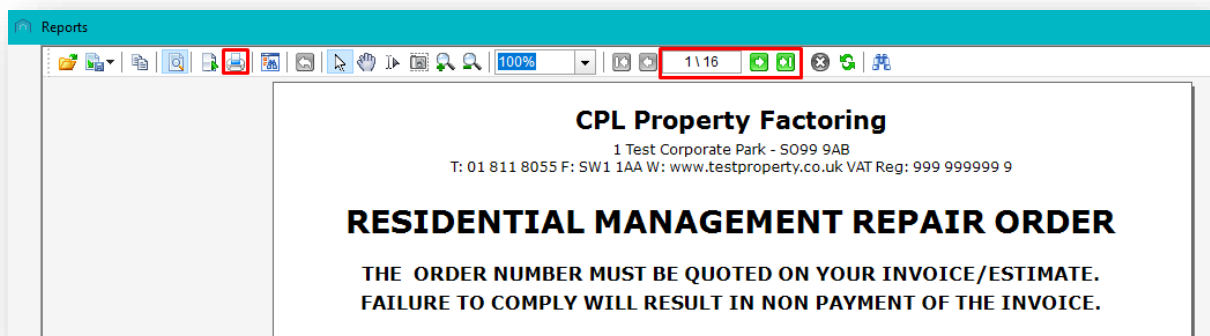 Reports
100%
1 \ 16
CPL Property Factoring
1 Test Corporate Park - SO99 9AB
T: 01 811 8055 F: SW1 1AA W: www.testproperty.co.uk VAT Reg: 999 999999 9
RESIDENTIAL MANAGEMENT REPAIR ORDER
THE ORDER NUMBER MUST BE QUOTED ON YOUR INVOICE/ESTIMATE.
FAILURE TO COMPLY WILL RESULT IN NON PAYMENT OF THE INVOICE.